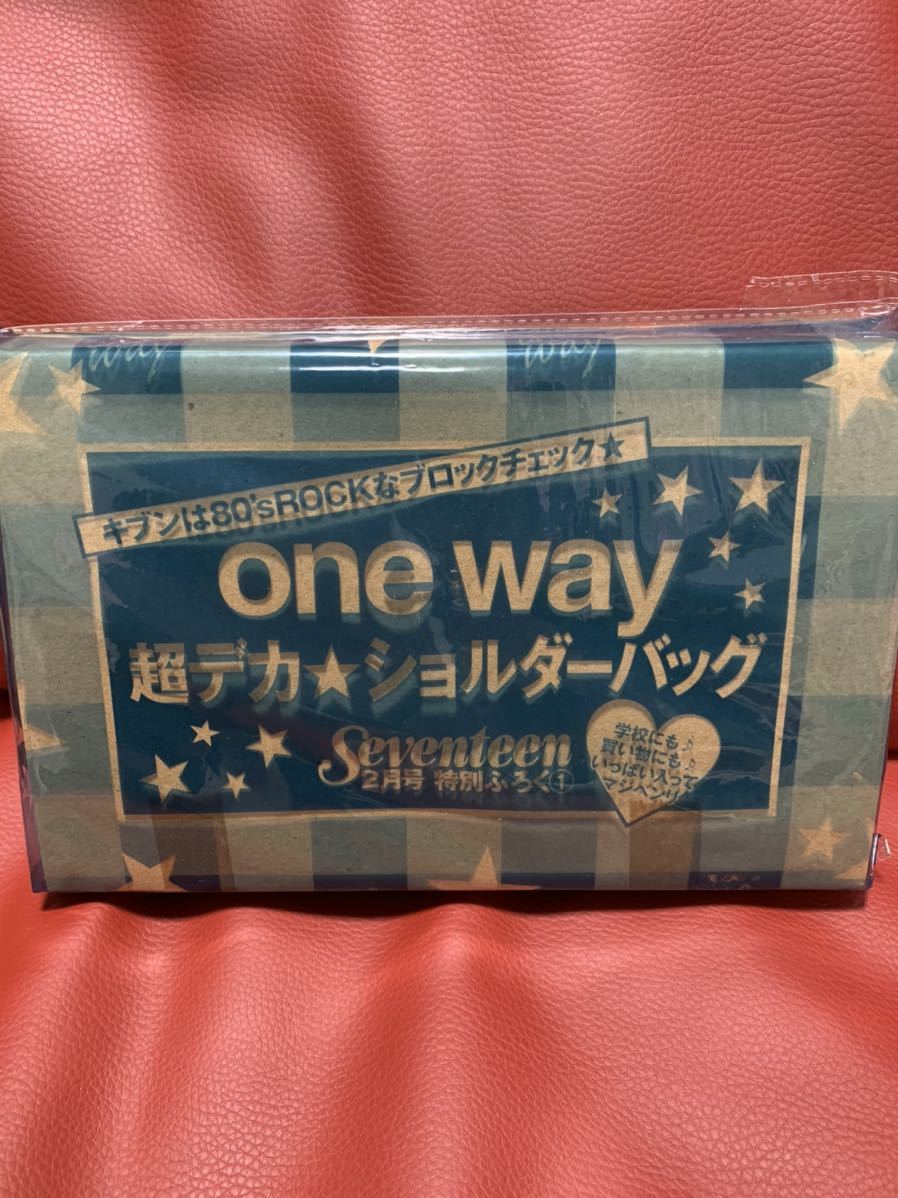 way
way
キブンは80'sROCKなブロックチェック★
one way
超デカ★ショルダーバッグ
Seventeen
2月号 特別ふろく①
学校にも♪
買い物にも♪
いっぱい入って
マジベンリ